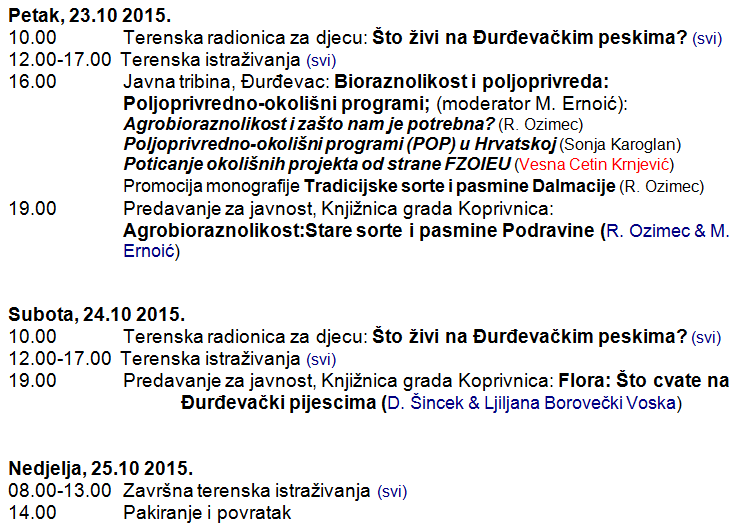 Petak, 23.10 2015.
10.00 Terenska radionica za djecu: Što živi na Đurđevačkim peskima? (svi)
12.00-17.00 Terenska istraživanja (svi)
16.00 Javna tribina, Đurđevac: Bioraznolikost i poljoprivreda:
Poljoprivredno-okolišni programi; (moderator M. Ernoić):
Agrobioraznolikost i zašto nam je potrebna? (R. Ozimec)
Poljoprivredno-okolišni programi (POP) u Hrvatskoj (Sonja Karoglan)
Poticanje okolišnih projekta od strane FZOIEU (Vesna Cetin Krnjević)
Promocija monografije Tradicijske sorte i pasmine Dalmacije (R. Ozimec)
19.00 Predavanje za javnost, Knjižnica grada Koprivnica:
Agrobioraznolikost:Stare sorte i pasmine Podravine (R. Ozimec & M.
Ernoić)
Subota, 24.10 2015.
10.00 Terenska radionica za djecu: Što živi na Đurđevačkim peskima? (svi)
12.00-17.00 Terenska istraživanja (svi)
19.00 Predavanje za javnost, Knjižnica grada Koprivnica: Flora: Što cvate na
Đurđevački pijescima (D. Šincek & Ljiljana Borovečki Voska)
Nedjelja, 25.10 2015.
08.00-13.00 Završna terenska istraživanja (svi)
14.00 Pakiranje i povratak